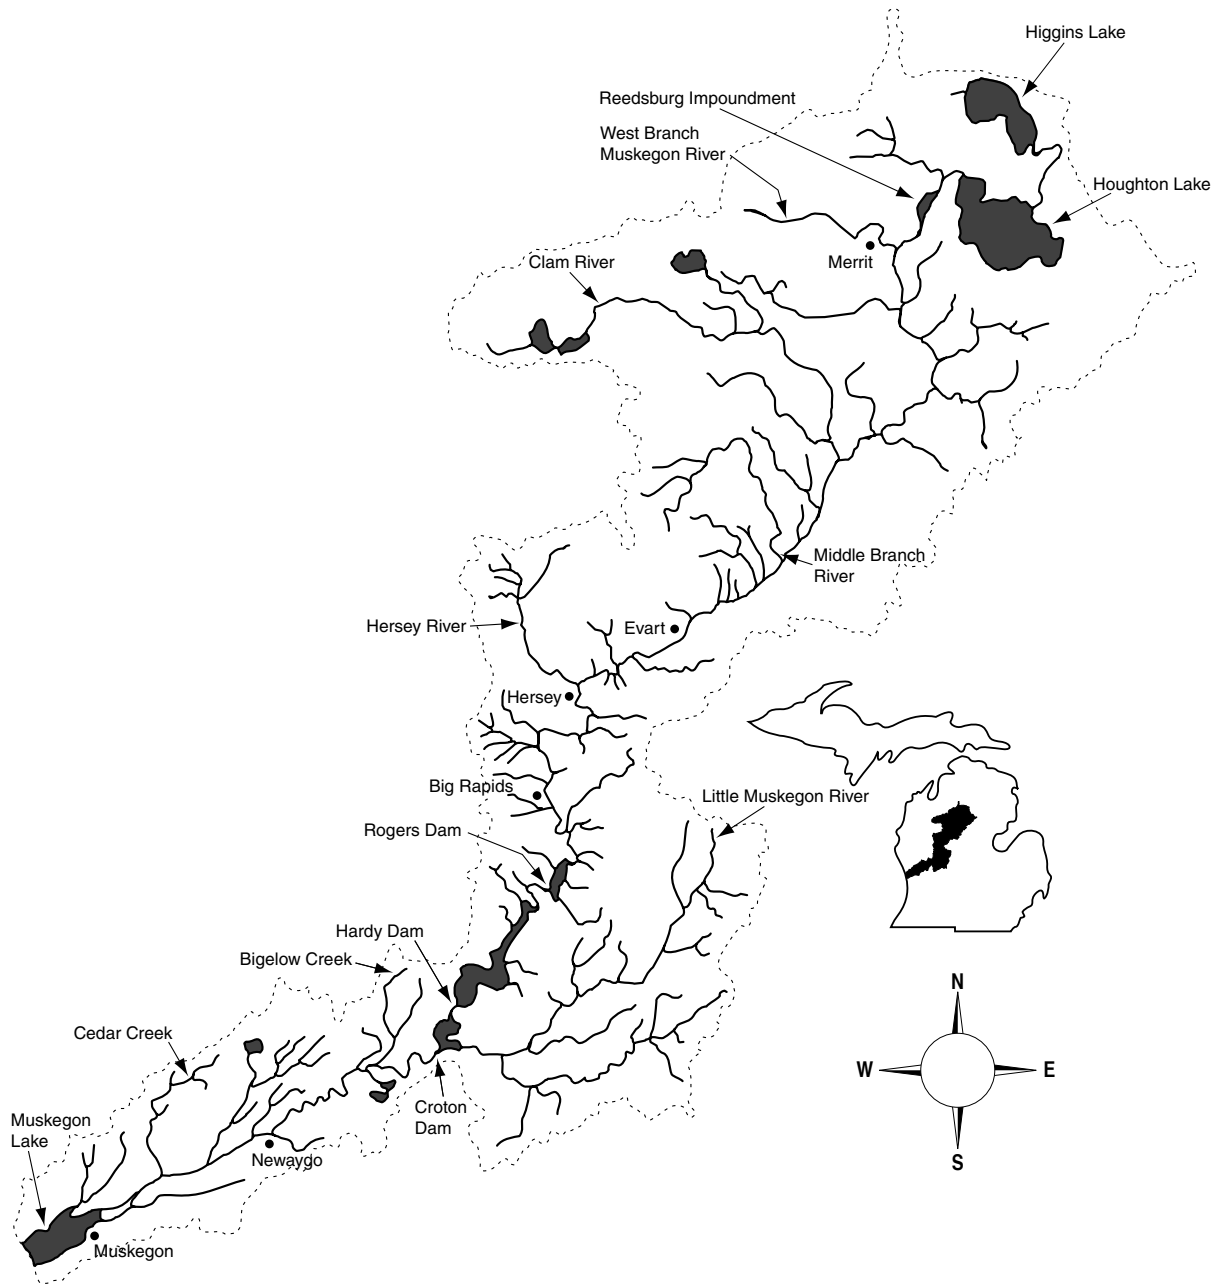 Higgins Lake
Reedsburg Impoundment
West Branch
Muskegon River
Houghton Lake
Merrit
Clam River
Middle Branch
River
Hersey River
Evart
Hersey
Big Rapids
Little Muskegon River
Rogers Dam
Hardy Dam
Bigelow Creek
N
Cedar Creek
W
E
Croton
Dam
Muskegon
Lake
Newaygo
S
Muskegon